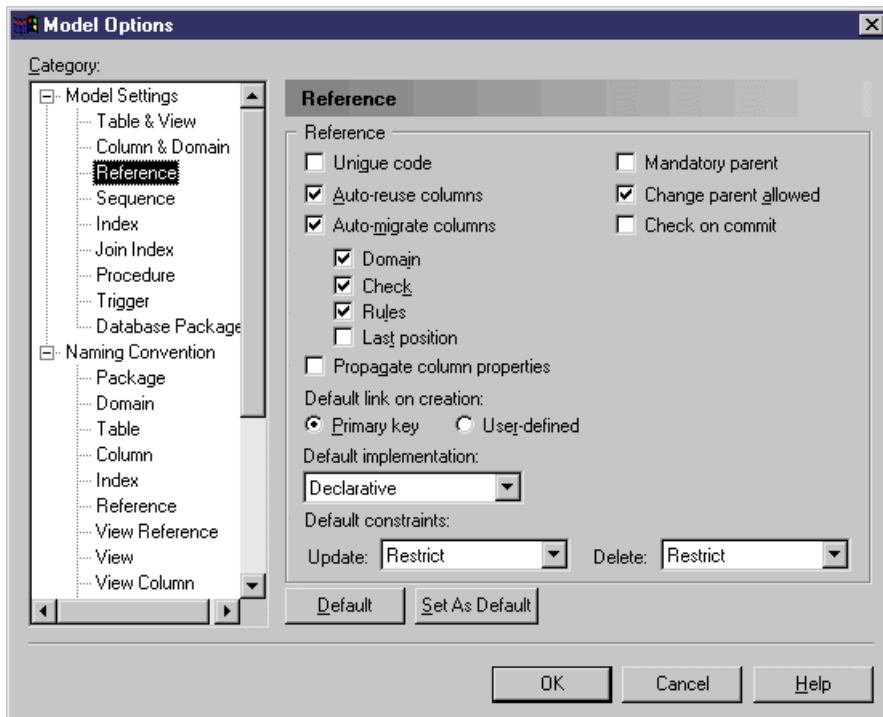 Model Options
Category:
Model Settings
Table & View
Column & Domain
Reference
Sequence
Index
Join Index
Procedure
Trigger
Database Package
Naming Convention
Package
Domain
Table
Column
Index
Reference
View Reference
View
View Column
Reference
Reference
Unique code
Mandatory parent
Auto-reuse columns
Change parent allowed
Auto-migrate columns
Check on commit
Domain
Check
Rules
Last position
Propagate column properties
Default link on creation:
Primary key User-defined
Default implementation:
Declarative
Default constraints:
Update: Restrict Delete: Restrict
Default Set As Default
OK Cancel Help